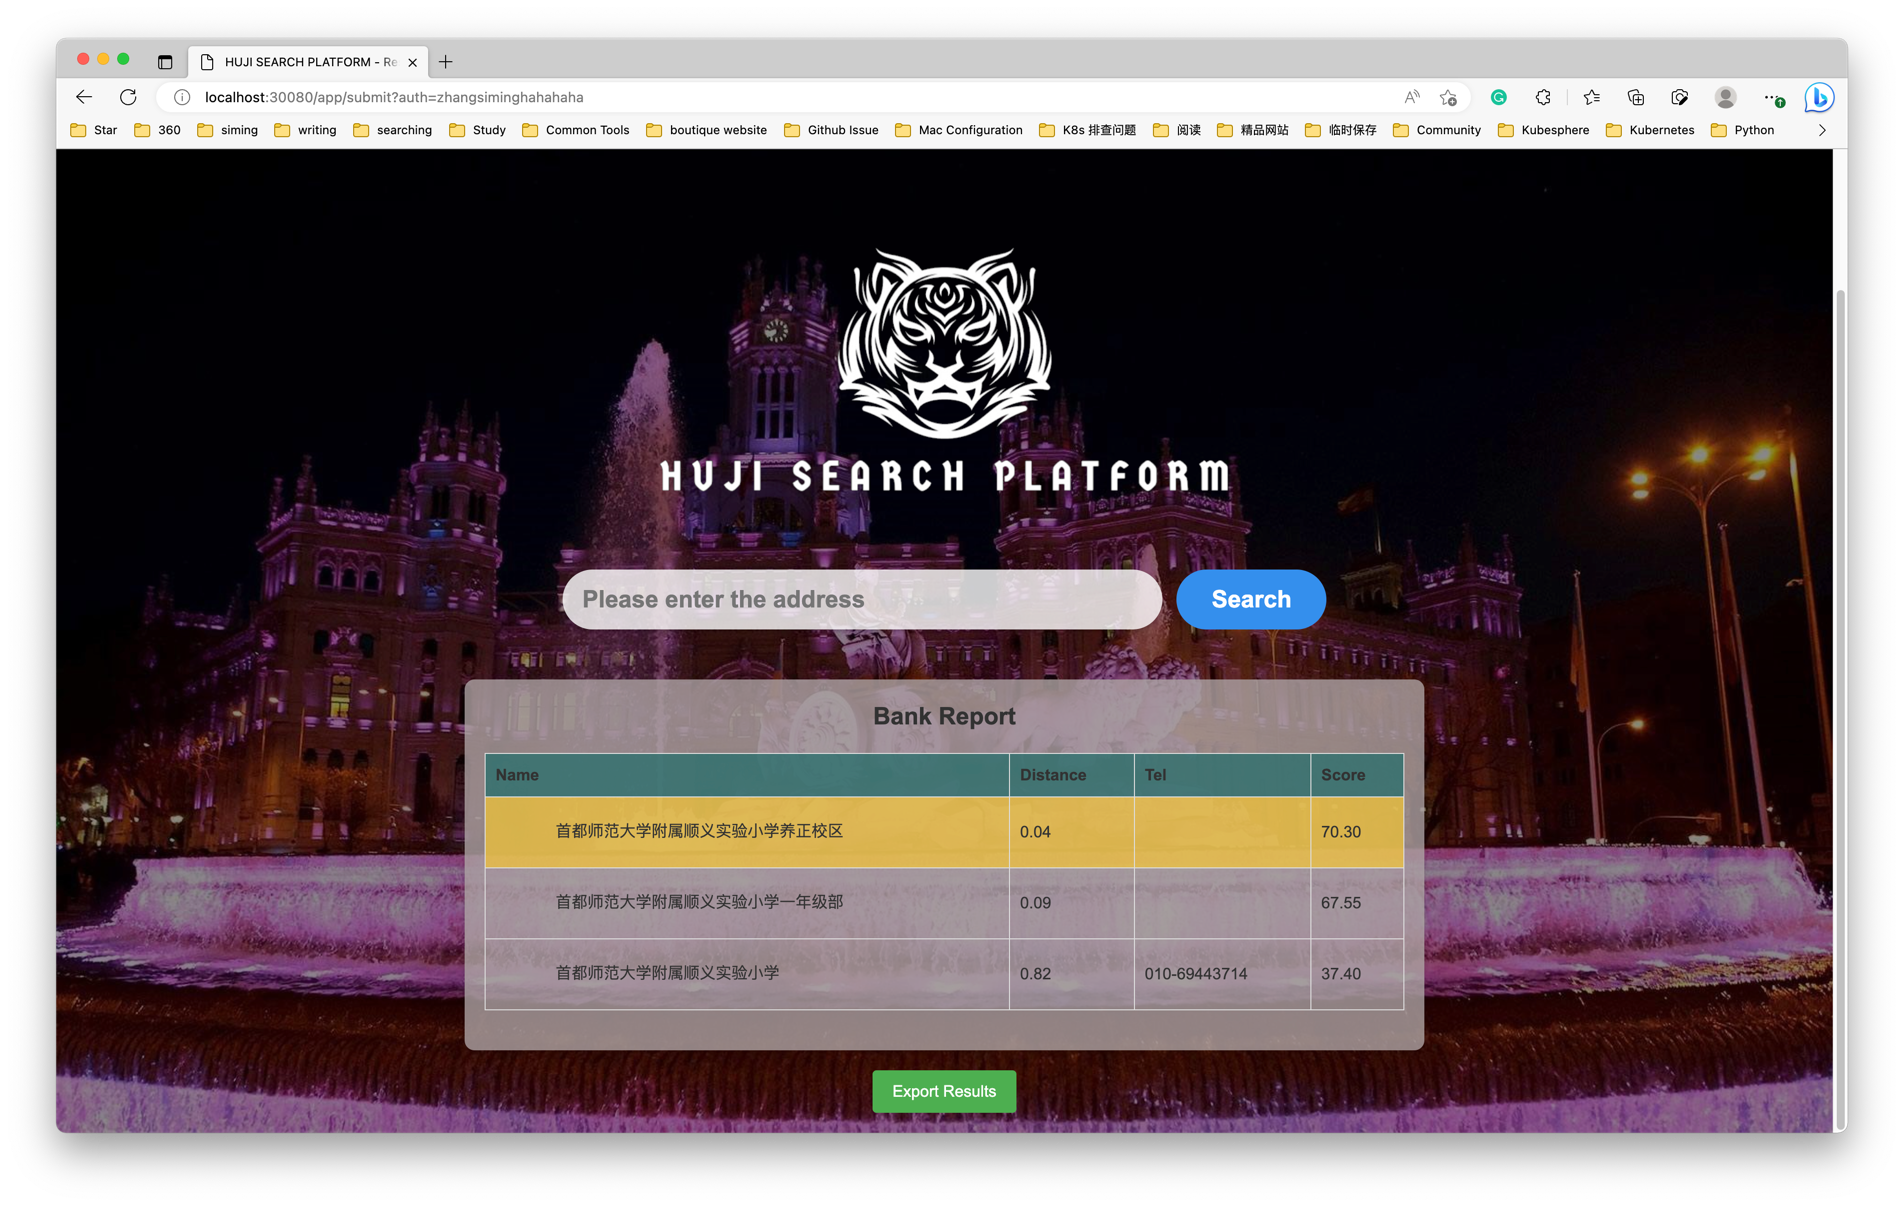 HUJI SEARCH PLATFORM - Re
localhost:30080/app/submit?auth=zhangsiminghahahaha
Star 360 siming writing searching Study Common Tools boutique website Github Issue Mac Configuration K8s 排查问题 阅读 精品网站 临时保存 Community Kubesphere Kubernetes Python
HUJI SEARCH PLATFORM
Please enter the address Search
Bank Report
Name Distance Tel Score
首都师范大学附属顺义实验小学养正校区 0.04 70.30
首都师范大学附属顺义实验小学一年级部 0.09 67.55
首都师范大学附属顺义实验小学 0.82 010-69443714 37.40
Export Results